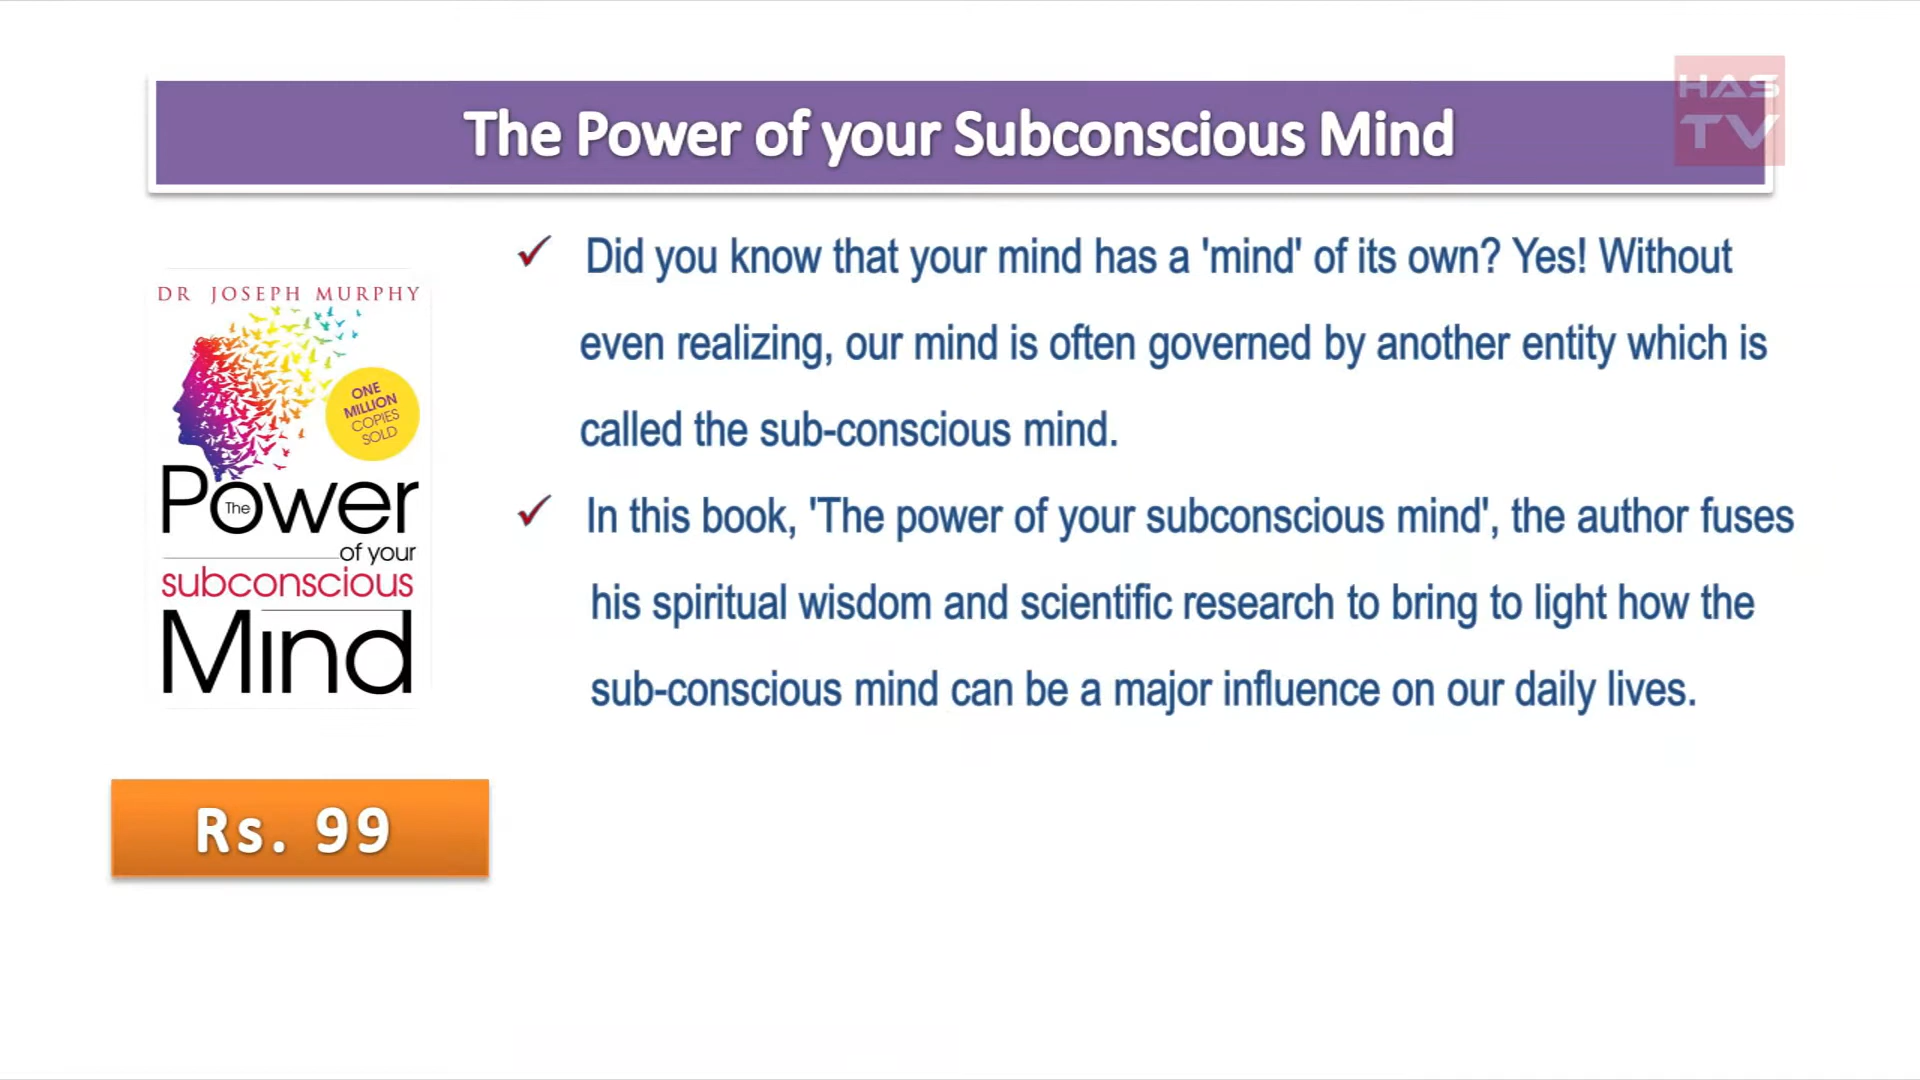 The Power of your Subconscious Mind
HAS
TV
Did you know that your mind has a 'mind' of its own? Yes! Without
even realizing, our mind is often governed by another entity which is
called the sub-conscious mind.
In this book, 'The power of your subconscious mind', the author fuses
his spiritual wisdom and scientific research to bring to light how the
sub-conscious mind can be a major influence on our daily lives.
DR JOSEPH MURPHY
ONE
MILLION
COPIES
SOLD
The Power
of your
subconscious
Mind
Rs. 99